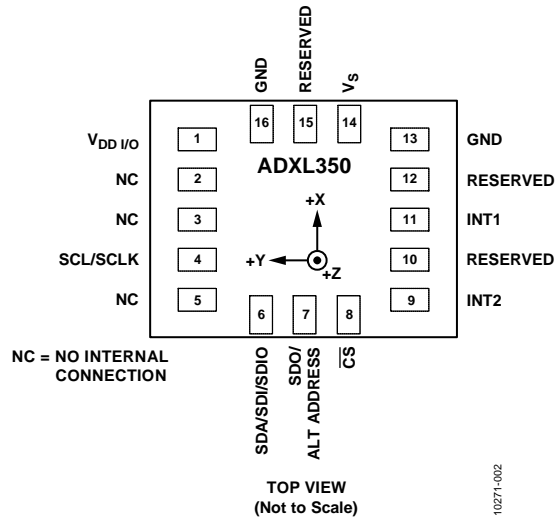 GND
RESERVED
VS
16
15
14
VDD I/O
1
13
GND
ADXL350
NC
2
12
RESERVED
+X
NC
3
11
INT1
SCL/SCLK
4
+Y
+Z
10
RESERVED
NC
5
9
INT2
6
7
8
NC = NO INTERNAL
CONNECTION
SDA/SDI/SDIO
SDO/
ALT ADDRESS
CS
TOP VIEW
(Not to Scale)
10271-002